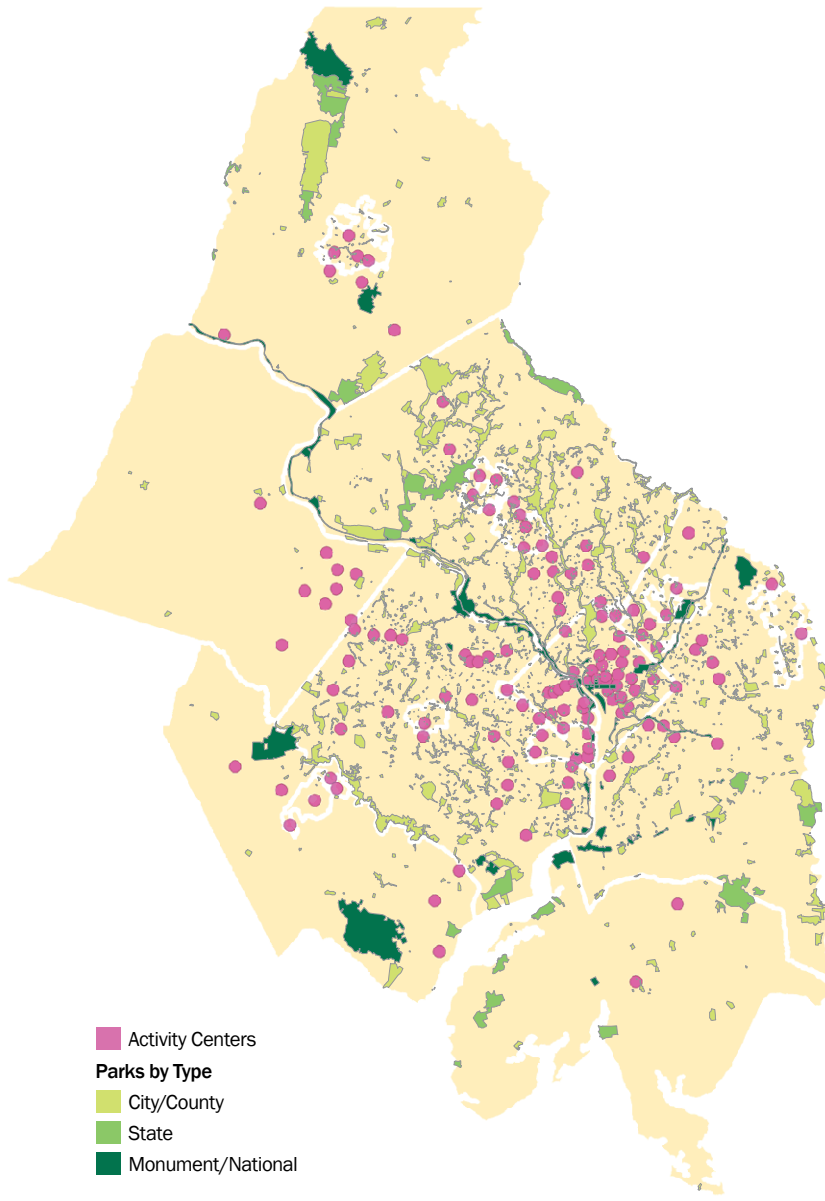 Activity Centers
Parks by Type
City/County
State
Monument/National